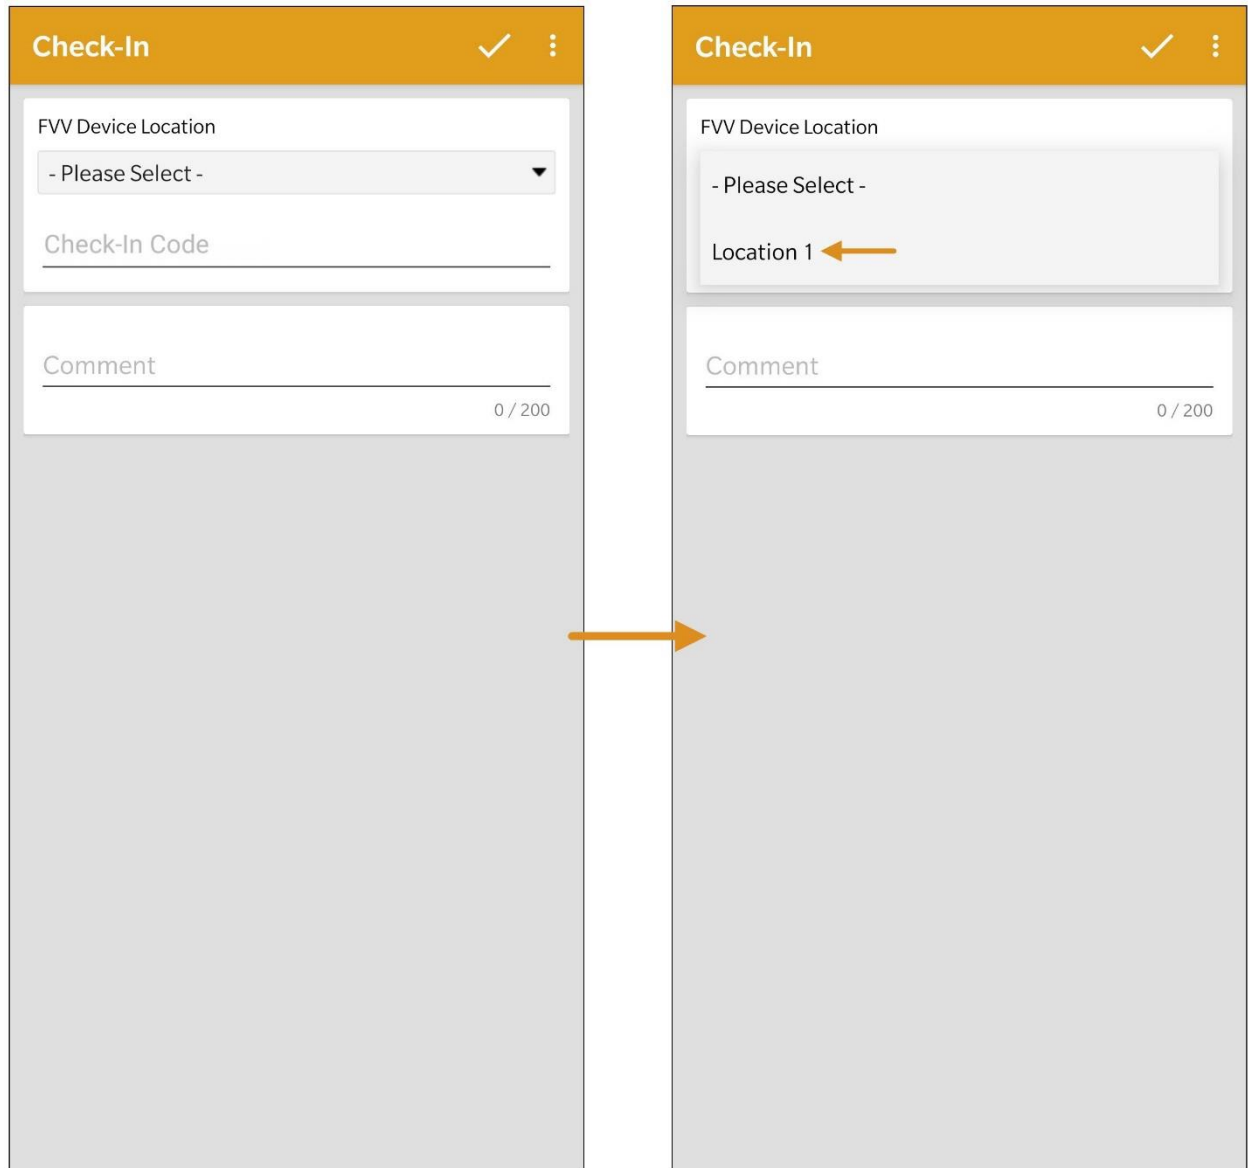 Check-In
FVV Device Location
- Please Select -
Check-In Code
Comment
0 / 200
Check-In
FVV Device Location
- Please Select -
Location 1
Comment
0 / 200